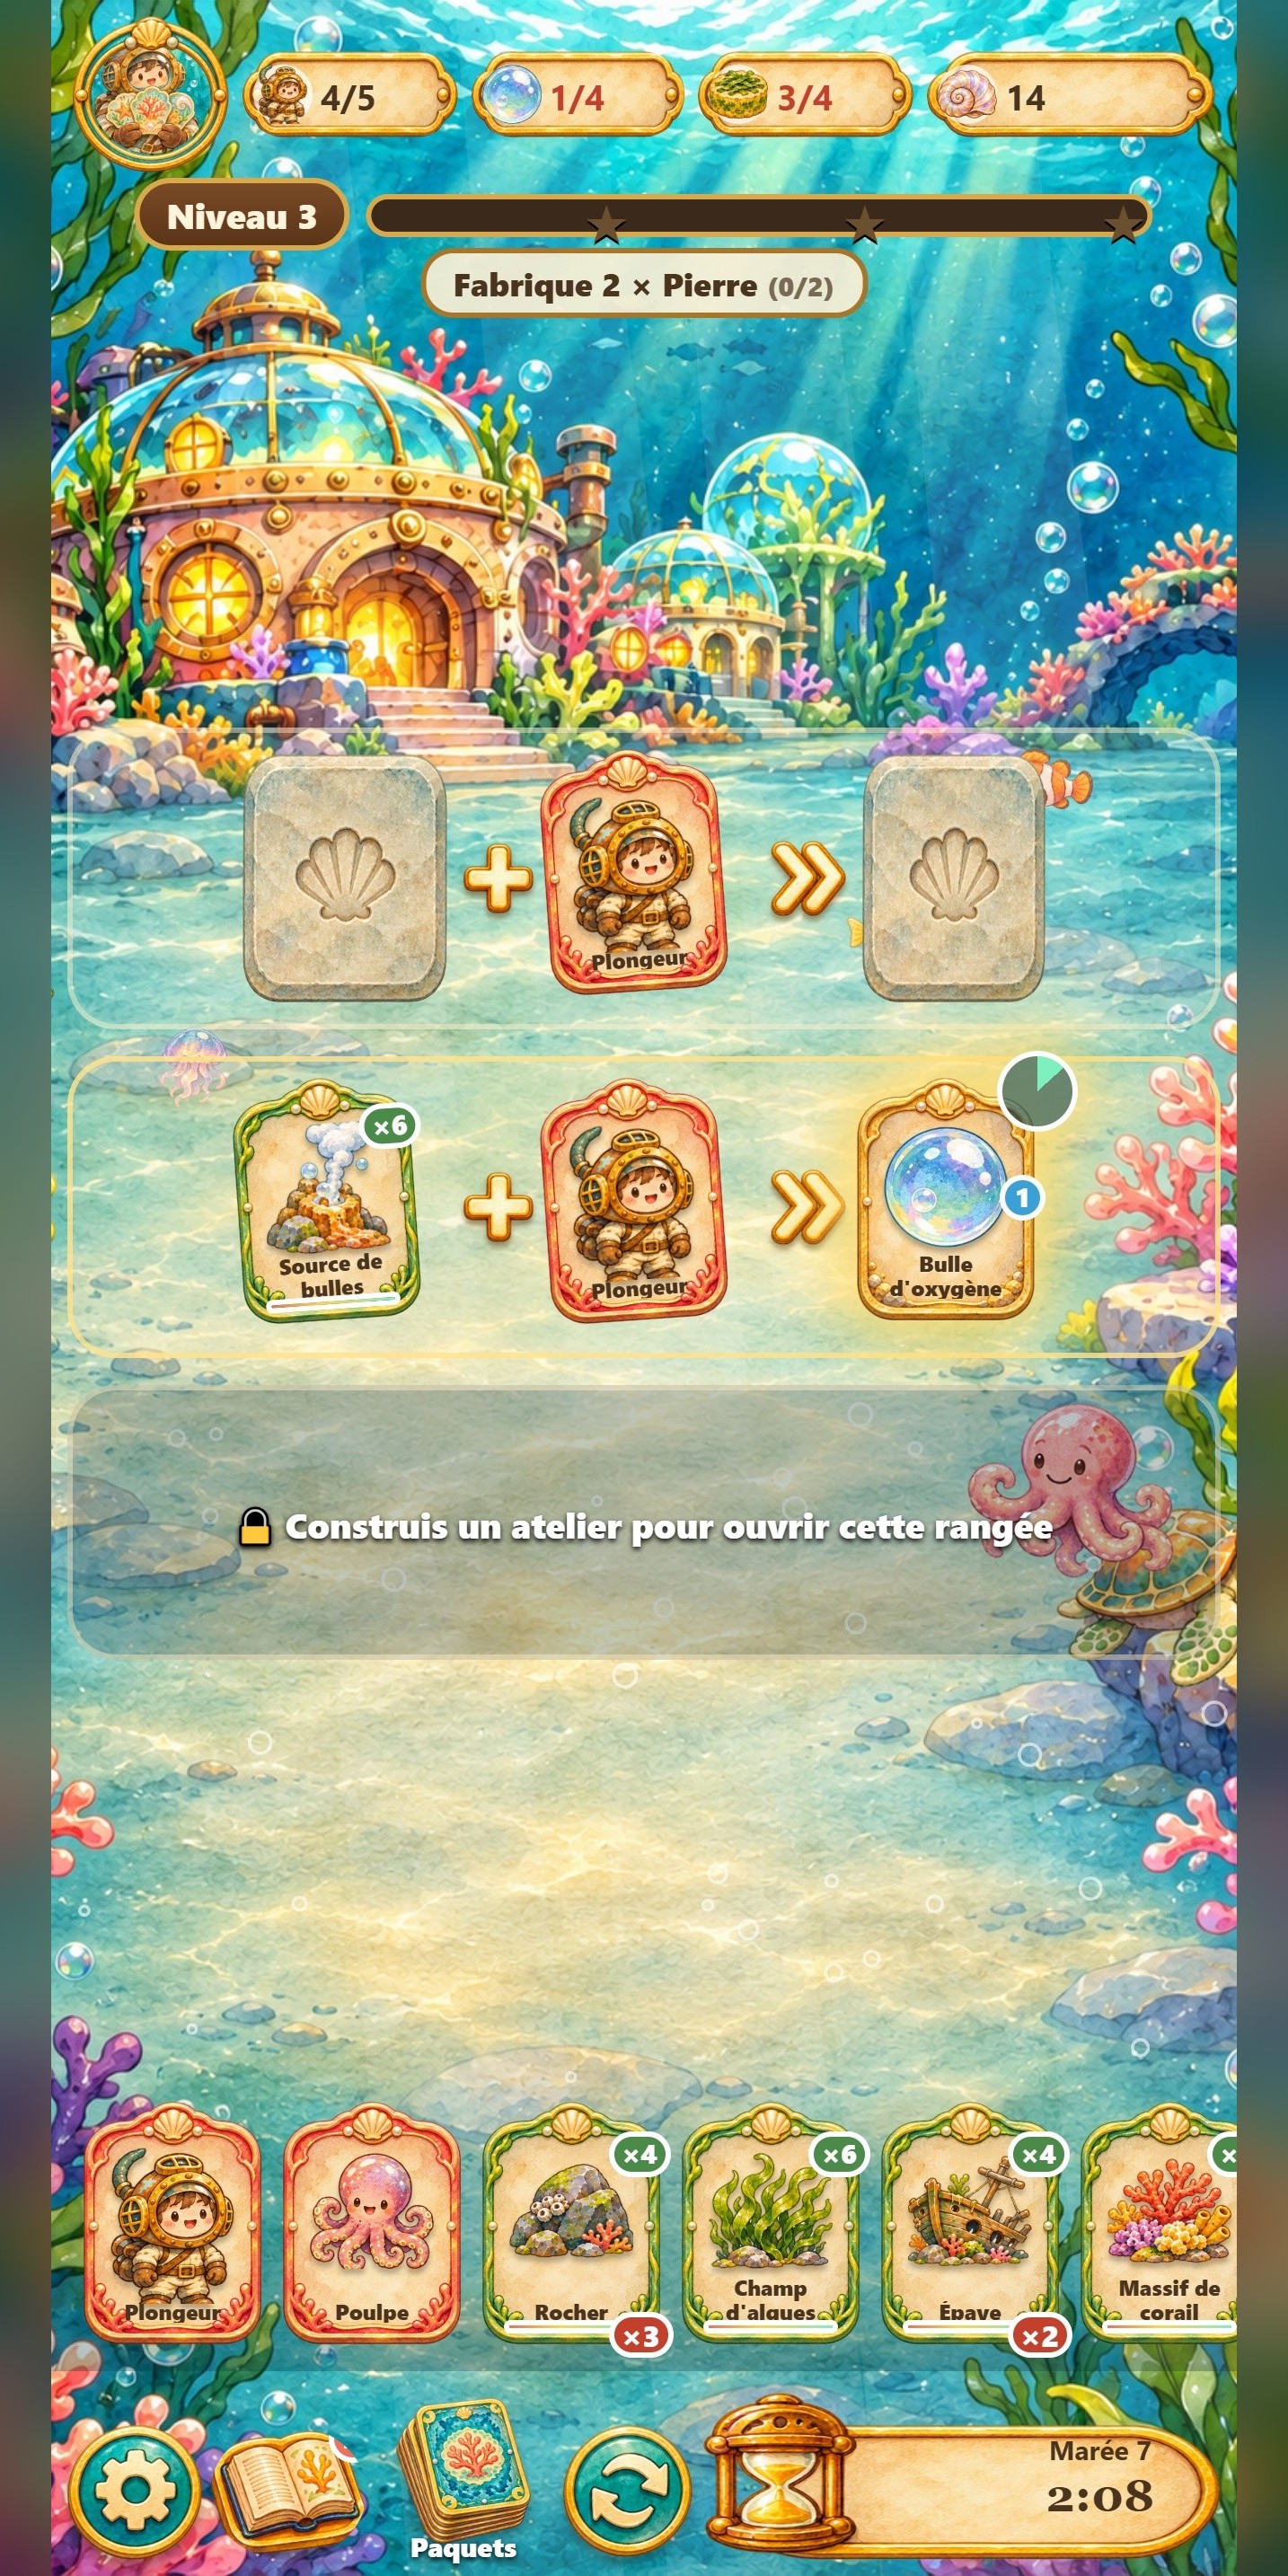 4/5
1/4
3/4
14
Niveau 3
Fabrique 2 × Pierre (0/2)
Plongeur
×6
Source de
bulles
Plongeur
1
Bulle
d'oxygène
🔒 Construis un atelier pour ouvrir cette rangée
Plongeur
Poulpe
×4
Rocher
×3
×6
Champ
d'algues
×4
Épave
×2
Massif de
corail
Paquets
Marée 7
2:08